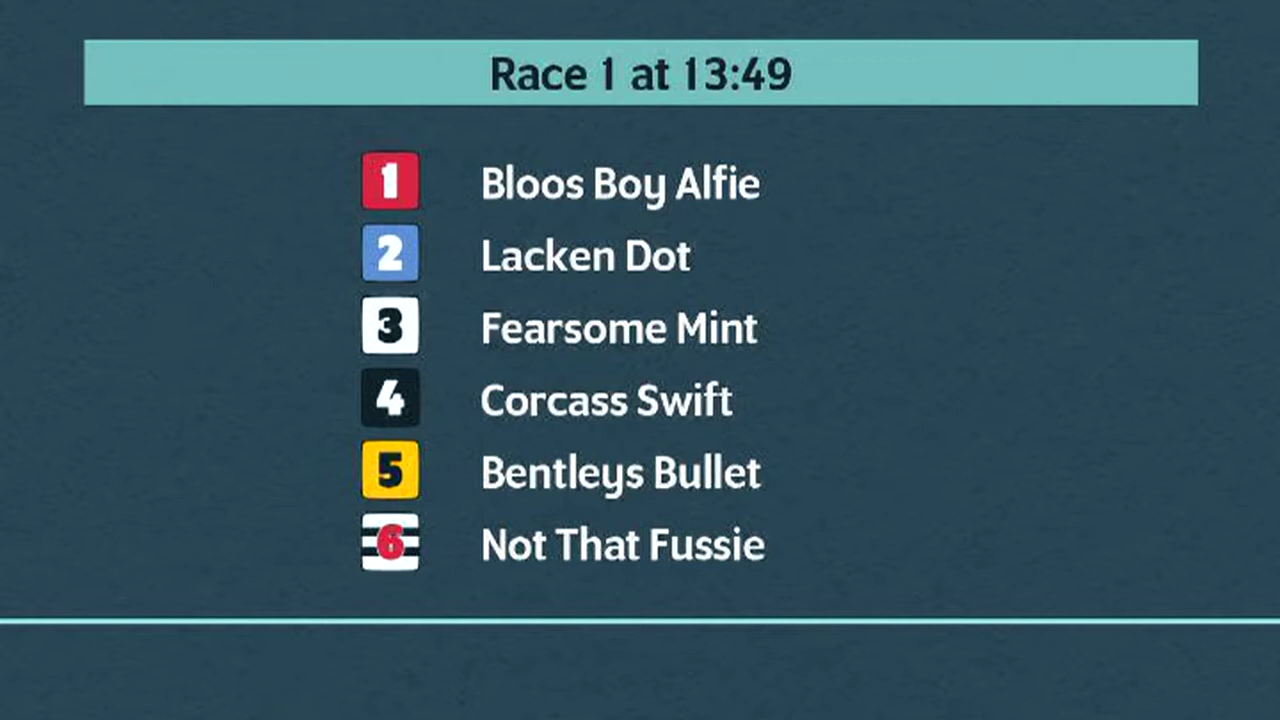 Race 1 at 13:49
1 Bloos Boy Alfie
2 Lacken Dot
3 Fearsome Mint
4 Corcass Swift
5 Bentleys Bullet
6 Not That Fussie